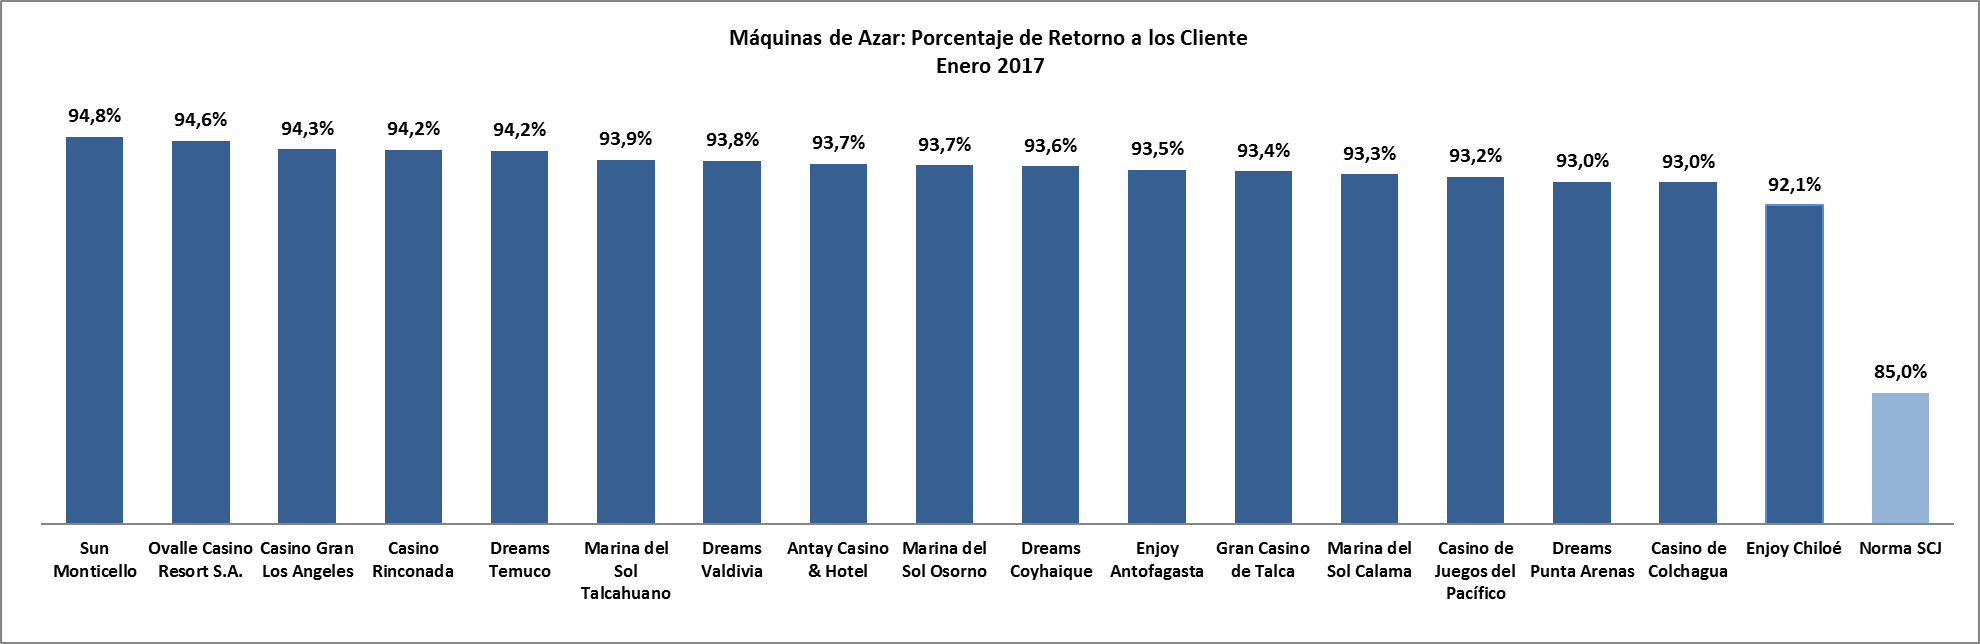 Máquinas de Azar: Porcentaje de Retorno a los Cliente
Enero 2017
94,8%
94,6%
94,3%
94,2%
94,2%
93,9%
93,8%
93,7%
93,7%
93,6%
93,5%
93,4%
93,3%
93,2%
93,0%
93,0%
92,1%
85,0%
Sun
Monticello
Ovalle Casino
Resort S.A.
Casino Gran
Los Angeles
Casino
Rinconada
Dreams
Temuco
Marina del
Sol
Talcahuano
Dreams
Valdivia
Antay Casino
& Hotel
Marina del
Sol Osorno
Dreams
Coyhaique
Enjoy
Antofagasta
Gran Casino
de Talca
Marina del
Sol Calama
Casino de
Juegos del
Pacífico
Dreams
Punta Arenas
Casino de
Colchagua
Enjoy Chiloé
Norma SCJ